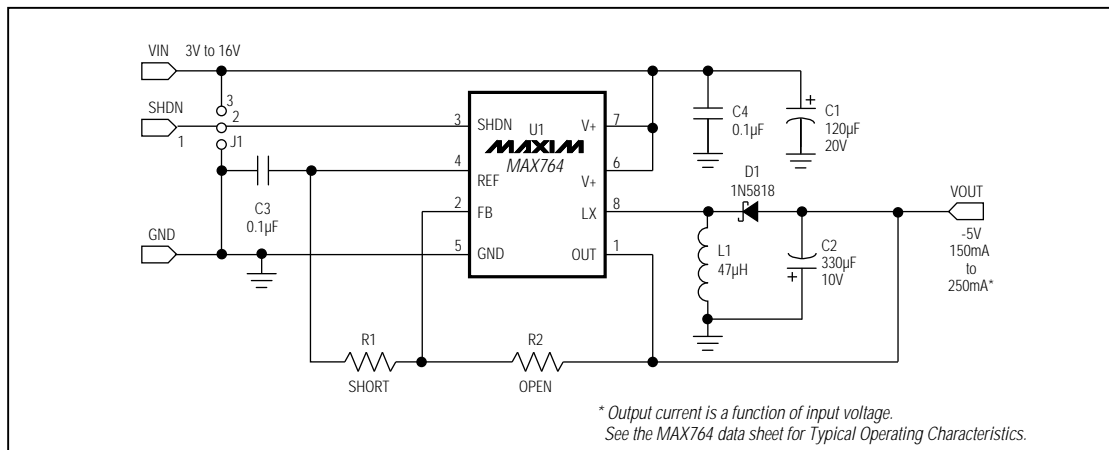 VIN 3V to 16V
SHDN
1
3
2
J1
C3
0.1µF
GND
3 SHDN
4 REF
2 FB
5 GND
U1
MAXIM
MAX764
V+ 7
V+ 6
LX 8
OUT 1
C4
0.1µF
C1
120µF
20V
+
D1
1N5818
L1
47µH
C2
330µF
10V
+
VOUT
-5V
150mA
to
250mA*
R1
SHORT
R2
OPEN
* Output current is a function of input voltage.
See the MAX764 data sheet for Typical Operating Characteristics.